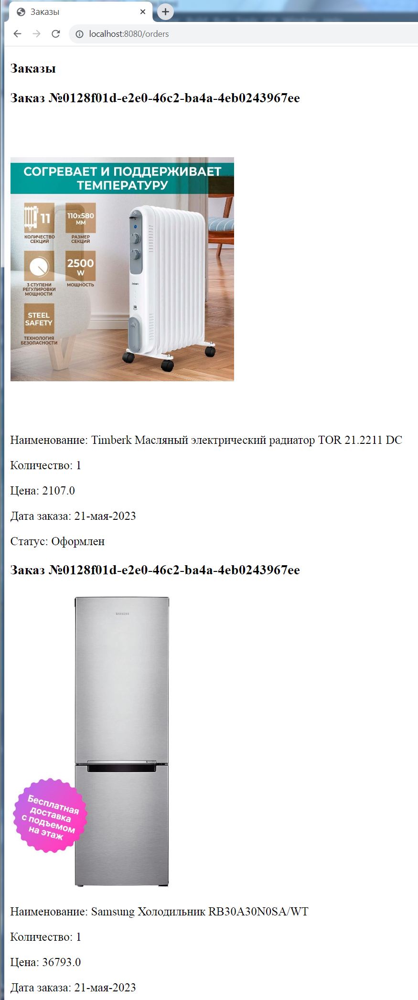 Заказы
localhost:8080/orders
Заказы
Заказ №0128f01d-e2e0-46c2-ba4a-4eb0243967ee
СОГРЕВАЕТ И ПОДДЕРЖИВАЕТ
ТЕМПЕРАТУРУ
11
КОЛИЧЕСТВО
СЕКЦИЙ
110x580
ММ
РАЗМЕР
СЕКЦИЙ
3 СТУПЕНИ
РЕГУЛИРОВКИ
МОЩНОСТИ
2500
W
МОЩНОСТЬ
STEEL
SAFETY
ТЕХНОЛОГИЯ
БЕЗОПАСНОСТИ
timberk
Наименование: Timberk Масляный электрический радиатор TOR 21.2211 DC
Количество: 1
Цена: 2107.0
Дата заказа: 21-мая-2023
Статус: Оформлен
Заказ №0128f01d-e2e0-46c2-ba4a-4eb0243967ee
SAMSUNG
Бесплатная
доставка
с подъемом
на этаж
Наименование: Samsung Холодильник RB30A30N0SA/WT
Количество: 1
Цена: 36793.0
Дата заказа: 21-мая-2023